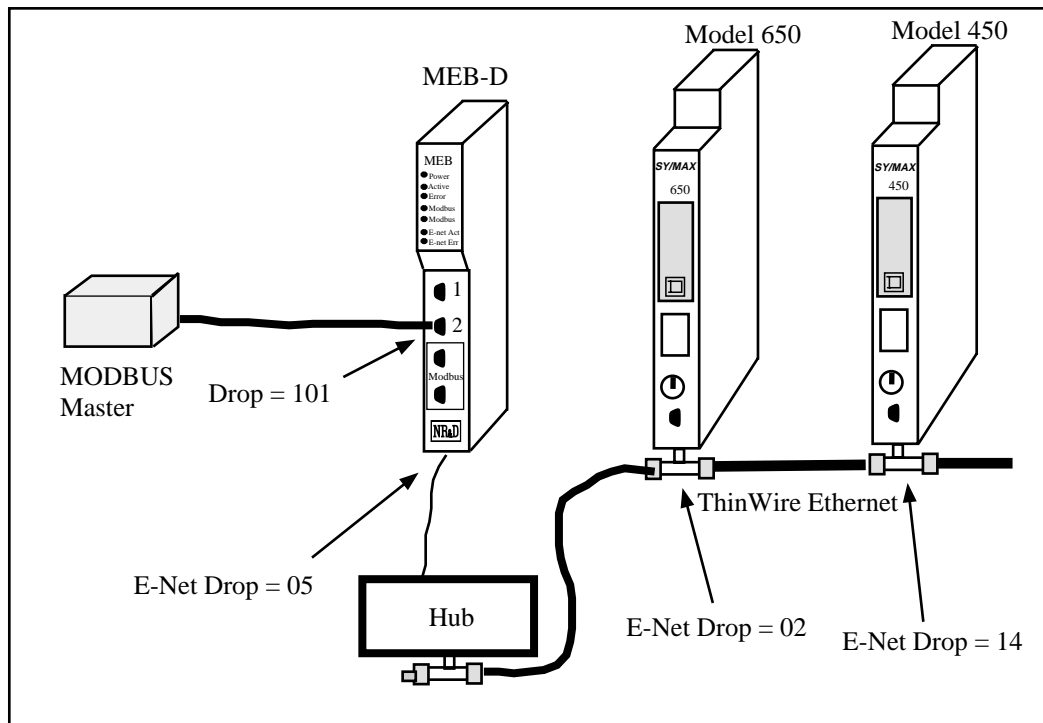 Model 650
Model 450
MEB-D
MEB
Power
Active
Error
Modbus
Modbus
E-net Act
E-net Err
SY/MAX
650
SY/MAX
450
1
2
Modbus
NR&D
MODBUS
Master
Drop = 101
ThinWire Ethernet
E-Net Drop = 05
Hub
E-Net Drop = 02
E-Net Drop = 14